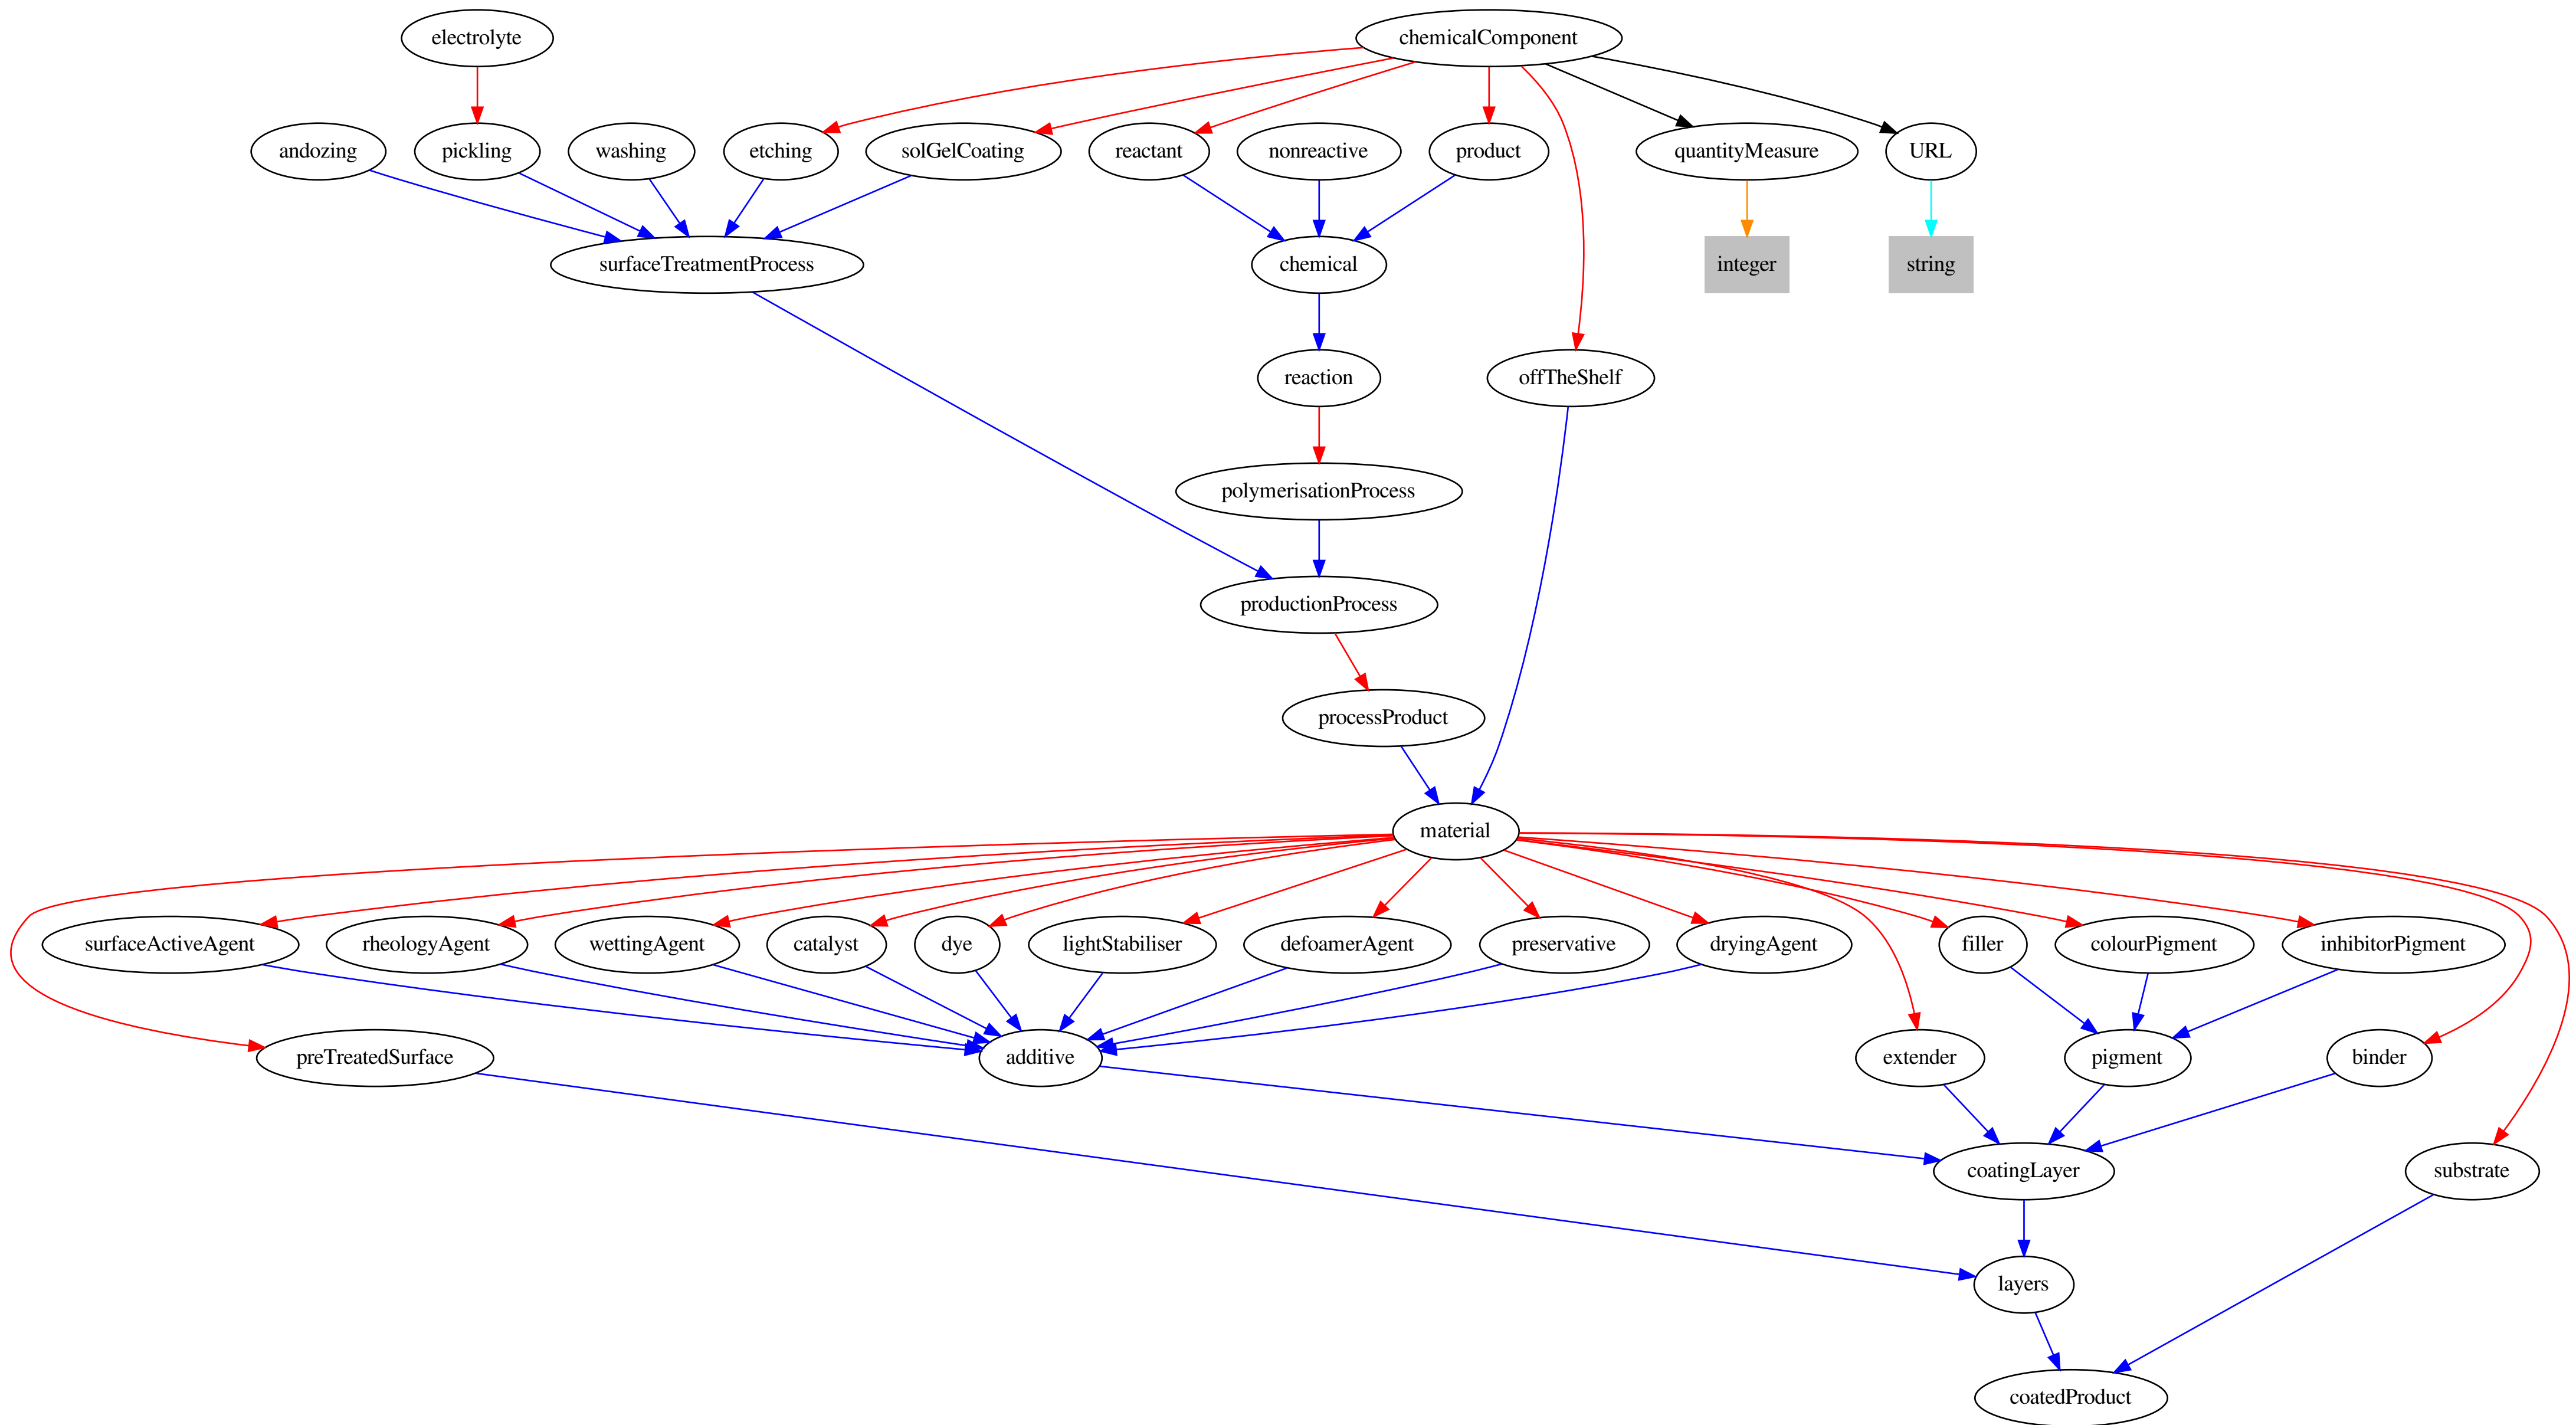 electrolyte
chemicalComponent
andozing
pickling
washing
etching
solGelCoating
reactant
nonreactive
product
quantityMeasure
URL
surfaceTreatmentProcess
chemical
integer
string
reaction
offTheShelf
polymerisationProcess
productionProcess
processProduct
material
surfaceActiveAgent
rheologyAgent
wettingAgent
catalyst
dye
lightStabiliser
defoamerAgent
preservative
dryingAgent
filler
colourPigment
inhibitorPigment
preTreatedSurface
additive
extender
pigment
binder
coatingLayer
substrate
layers
coatedProduct